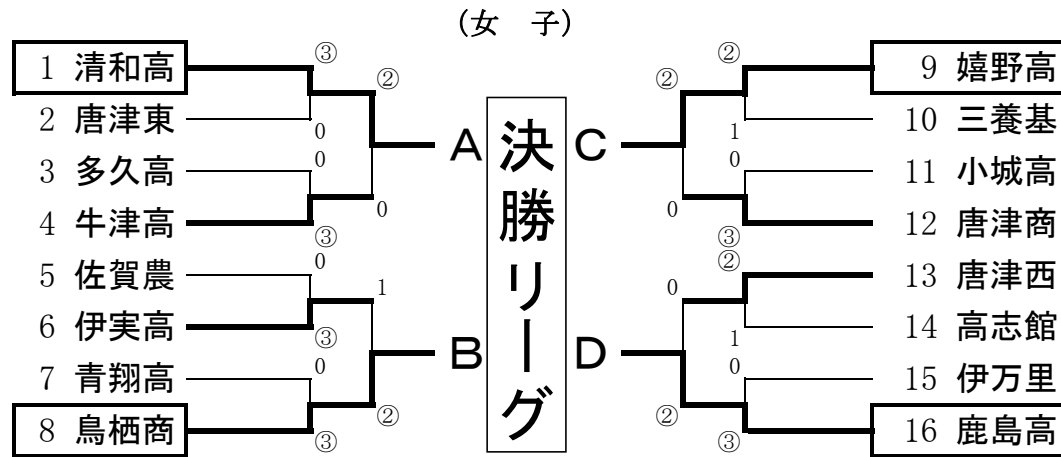 (女 子)
1 清和高
2 唐津東
3 多久高
4 牛津高
5 佐賀農
6 伊実高
7 青翔高
8 鳥栖商
③
0
0
③
0
③
0
③
②
0
1
②
A
B
決勝リーグ
C
D
②
0
0
②
②
1
0
③
②
1
0
③
9 嬉野高
10 三養基
11 小城高
12 唐津商
13 唐津西
14 高志館
15 伊万里
16 鹿島高